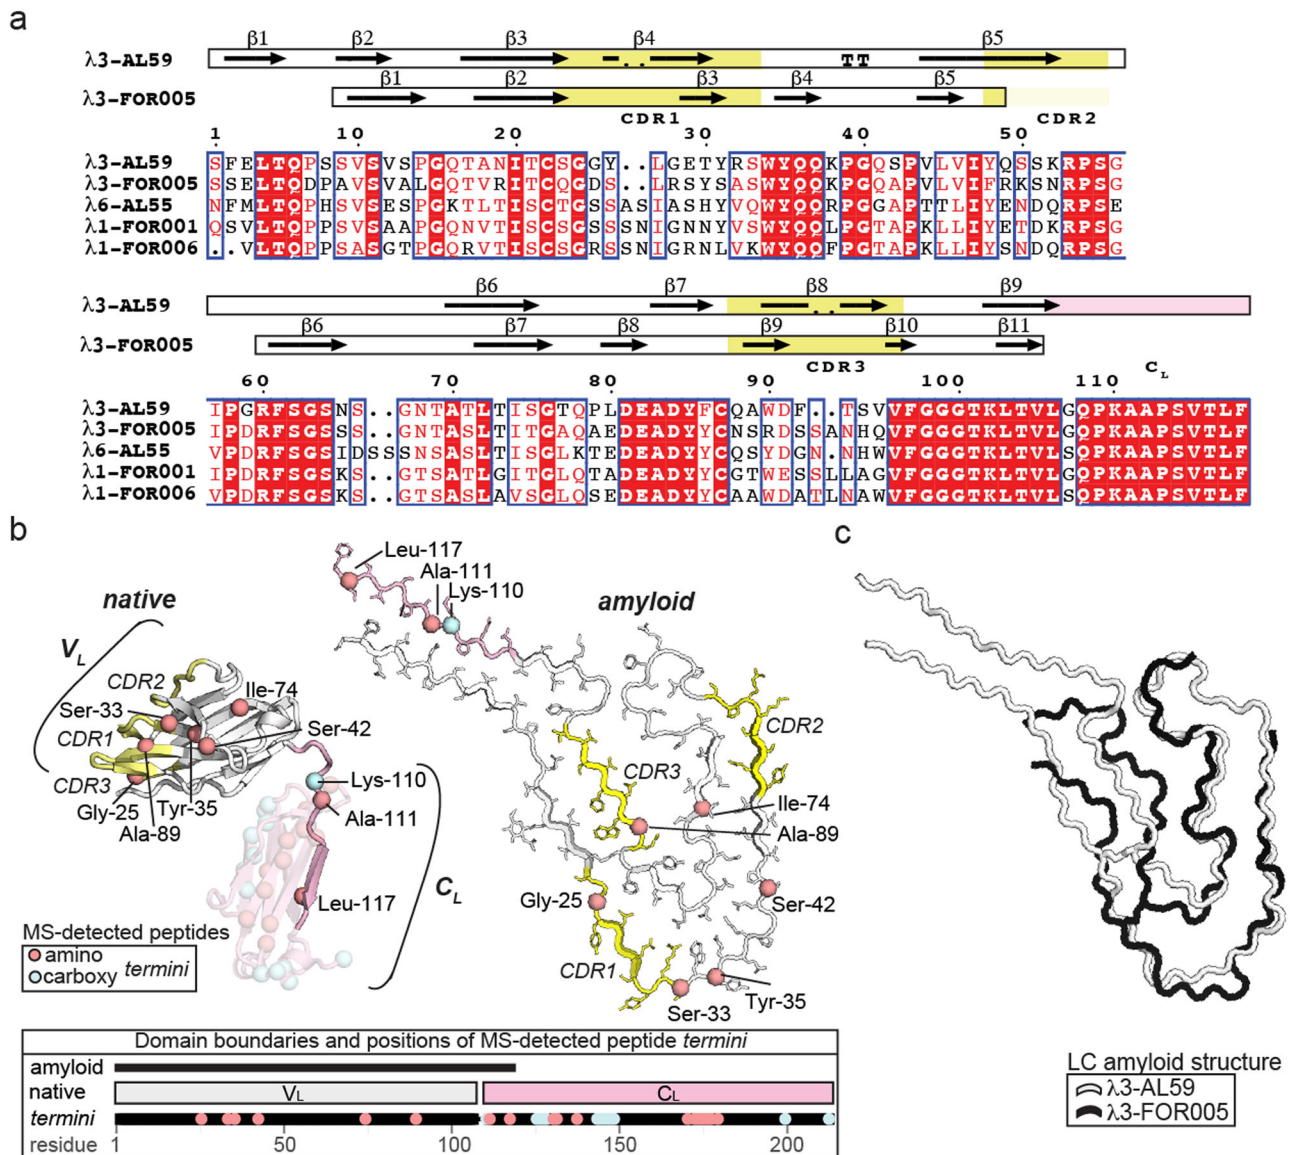 a
β1 β2 β3 β4 β5
λ3-AL59 TT
β1 β2 β3 β4 β5
λ3-FOR005
CDR1 CDR2
1 10 20 30 40 50
λ3-AL59 SFELTQPSSVSVSPGQTANITCSGGY..LGETYRSWYQQKPGQSPVLVIYQSSKRPSG
λ3-FOR005 SSELTQDPAVSVALGQTVRITCQGDS..LRSYSASWYQQKPGQAPVLVIFRKSNRPSG
λ6-AL55 NFMLTQPHSVSESPGKTLTISCTGSSASIASHYVQWYQQRPGGAPTTLIYENDQRPSE
λ1-FOR001 QSVLTQPPSVSAAPGQNVTISCSGSSSNIGRNYVSWYQQLPGTAPKLLIYETDKRPSG
λ1-FOR006 ..VLTQPPSASGTPGQRVTISCSGRSSNIGRNLVKWYQQFPGTAPKLLIYSNDQRPSG
β6 β7 β8 β9
λ3-AL59
β6 β7 β8 β9 β10 β11
λ3-FOR005
CDR3 CL
60 70 80 90 100 110
λ3-AL59 IPGRFSGSNS..GNTATLTISGTQPLDEADYFCQAWDF..TSVVFGGGTKLTVLGQPKAAPSVTLF
λ3-FOR005 IPDRFSGSSS..GNTASLTITGAQAEDEADYYCNSRDSSANHQVFGGGTKLTVLGQPKAAPSVTLF
λ6-AL55 VPDRFSGSIDSSSNSASLTISGLKTEDEADYYCQSYDGN.NHWVFGGGTKLTVLGQPKAAPSVTLF
λ1-FOR001 IPDRFSGSKS..GTSATLGITGLQTADEADYYCGTWESSLLAGVFGGGTKLTVLGQPKAAPSVTLF
λ1-FOR006 VPDRFSGSKS..GTSASLAVSGLQSEDEADYYCAAWDATLNAWVFGGGTKLTVLSQPKAAPSVTLF
b
native
VL
CDR2
Ile-74
Ser-33
CDR1
Ser-42
CDR3
Gly-25
Tyr-35
Ala-89
Lys-110
Ala-111
Leu-117
CL
MS-detected peptides
amino
carboxy termini
Leu-117
Ala-111
Lys-110
amyloid
CDR2
CDR3
Ile-74
Ala-89
Gly-25
Ser-42
CDR1
Tyr-35
Ser-33
Domain boundaries and positions of MS-detected peptide termini
amyloid
native VL CL
termini
residue 1 50 100 150 200
c
LC amyloid structure
λ3-AL59
λ3-FOR005